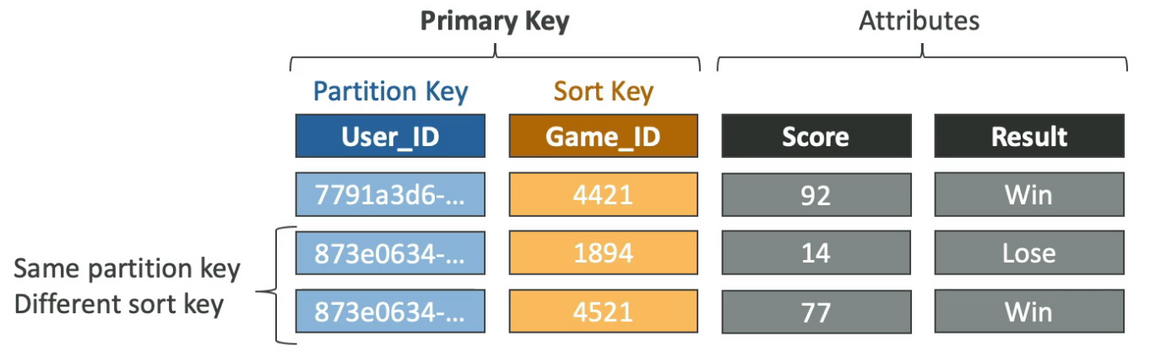 Primary Key Attributes
Partition Key Sort Key
User_ID Game_ID Score Result
7791a3d6-... 4421 92 Win
873e0634-... 1894 14 Lose
Same partition key
Different sort key
873e0634-... 4521 77 Win